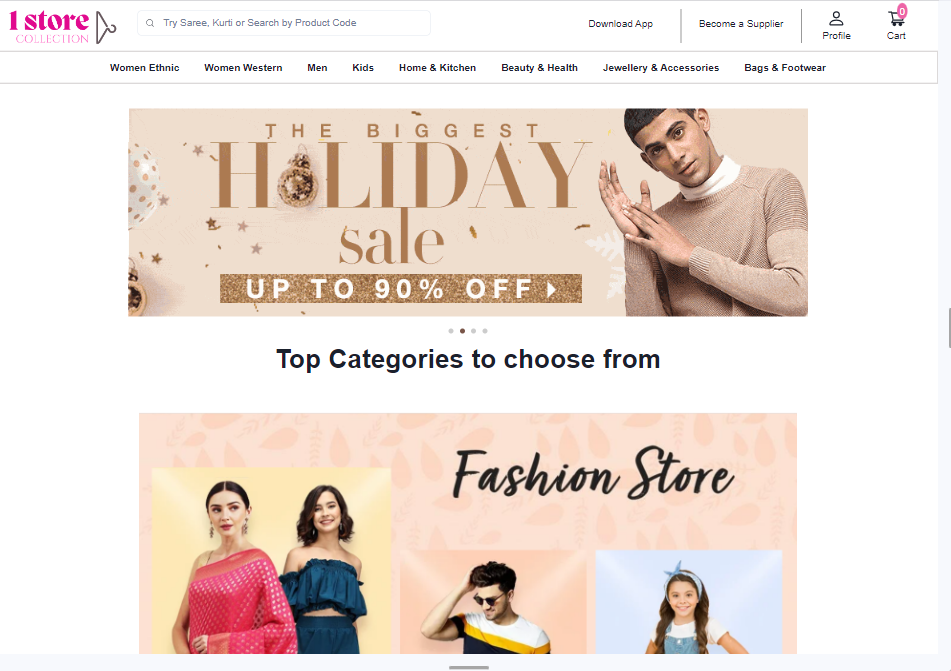 1 store
COLLECTION
Try Saree, Kurti or Search by Product Code
Download App
Become a Supplier
Profile
0
Cart
Women Ethnic
Women Western
Men
Kids
Home & Kitchen
Beauty & Health
Jewellery & Accessories
Bags & Footwear
THE BIGGEST
HOLIDAY
sale
UP TO 90% OFF
Top Categories to choose from
Fashion Store